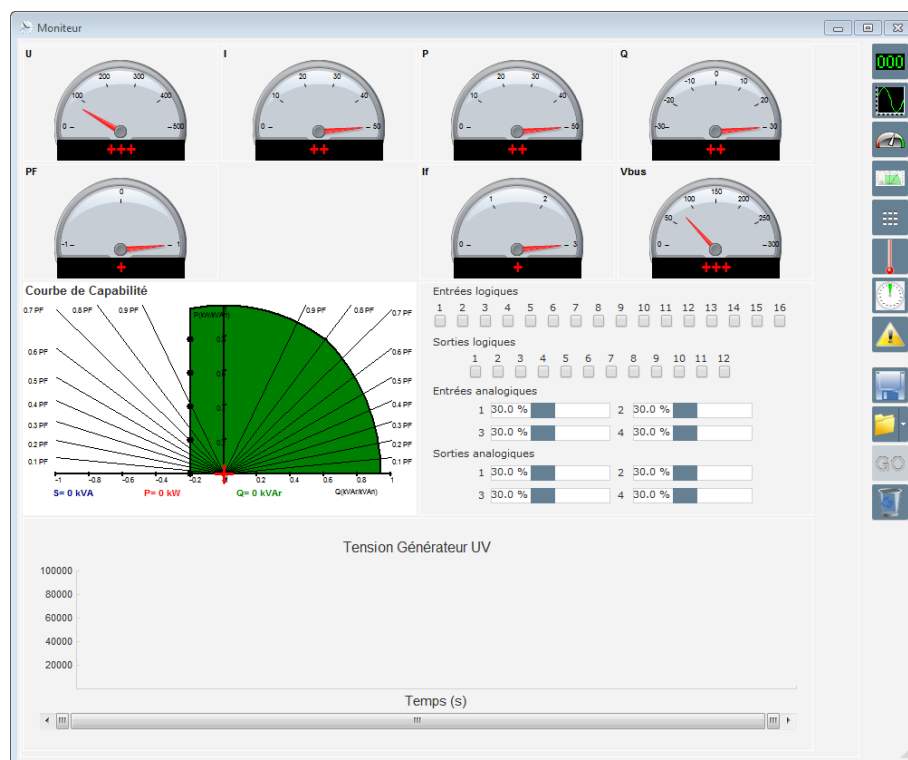 Moniteur
U
0 100 200 300 400 500
+++
I
0 10 20 30 40 50
++
P
0 10 20 30 40 50
++
Q
-30 -20 -10 0 10 20 30
++
000
PF
-1 0 1
+
If
0 1 2 3
+
Vbus
0 50 100 150 200 250 300
+++
Courbe de Capabilité
P(kW/kVAn)
0.7 PF 0.8 PF 0.9 PF 0.9 PF 0.8 PF 0.7 PF
0.6 PF 0.6 PF
0.5 PF 0.5 PF
0.4 PF 0.4 PF
0.3 PF 0.3 PF
0.2 PF 0.2 PF
0.1 PF 0.1 PF
-1 -0.8 -0.6 -0.4 -0.2 0.2 0.4 0.6 0.8 1
S= 0 kVA P= 0 kW Q= 0 kVAr Q(kVAr/kVAn)
Entrées logiques
1 2 3 4 5 6 7 8 9 10 11 12 13 14 15 16
Sorties logiques
1 2 3 4 5 6 7 8 9 10 11 12
Entrées analogiques
1 30.0 % 2 30.0 %
3 30.0 % 4 30.0 %
Sorties analogiques
1 30.0 % 2 30.0 %
3 30.0 % 4 30.0 %
GO
Tension Générateur UV
100000
80000
60000
40000
20000
Temps (s)